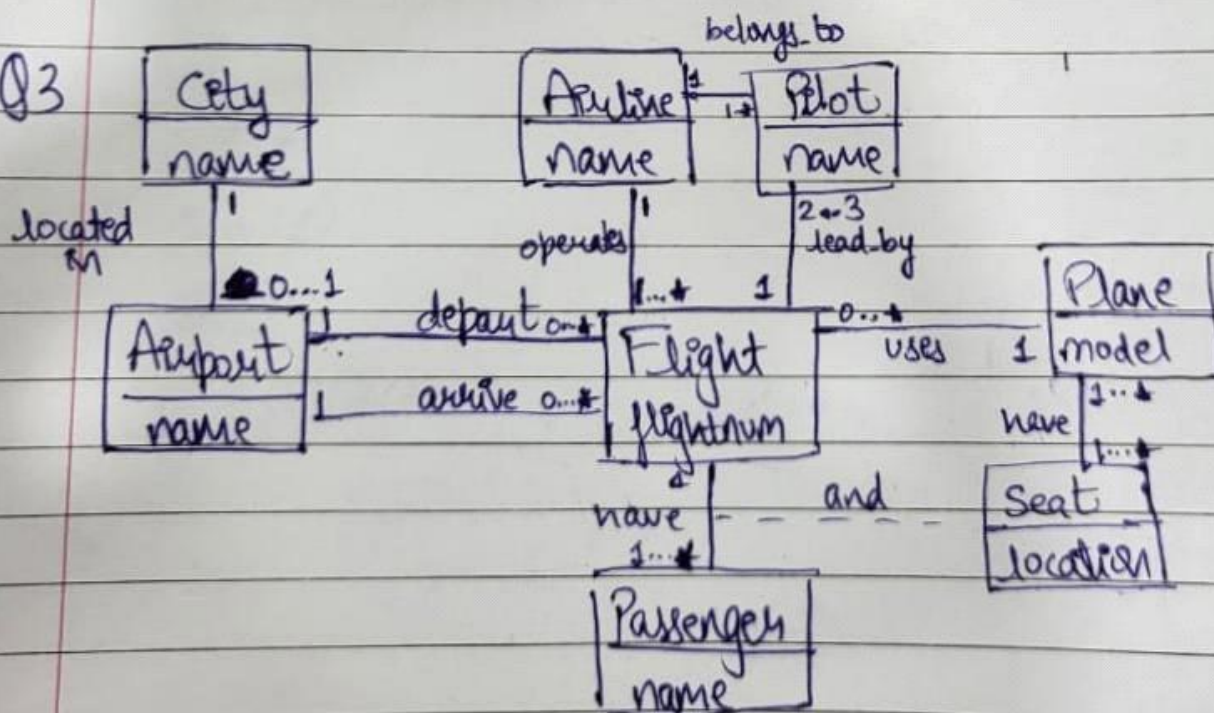 belongs_to
Q3
City
name
Airline
name
1
1*
Pilot
name
1
located
in
0...1
operates
1
1...*
2..3
lead_by
1
Airport
name
1
depart
0..*
1
arrive
0...*
Flight
flightnum
0..*
uses
1
Plane
model
1..*
have
1...*
Seat
location
have
and
1...*
Passenger
name